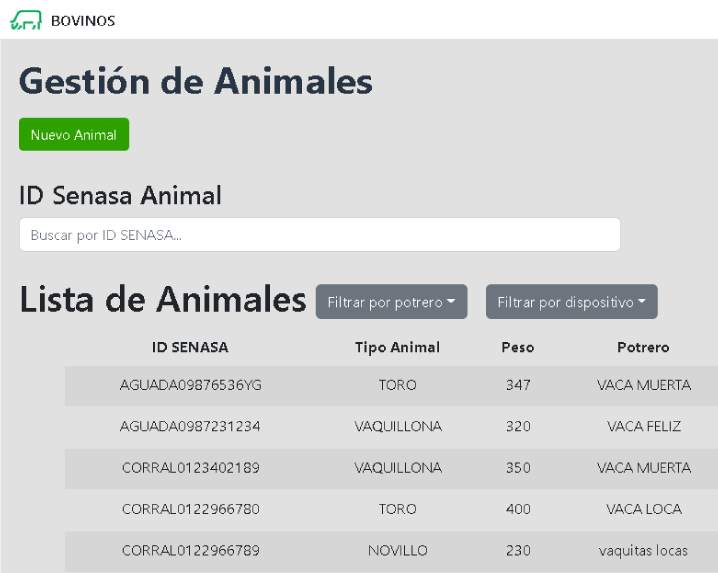 BOVINOS
Gestión de Animales
Nuevo Animal
ID Senasa Animal
Buscar por ID SENASA...
Lista de Animales Filtrar por potrero Filtrar por dispositivo
ID SENASA Tipo Animal Peso Potrero
AGUADA09876536YG TORO 347 VACA MUERTA
AGUADA0987231234 VAQUILLONA 320 VACA FELIZ
CORRAL0123402189 VAQUILLONA 350 VACA MUERTA
CORRAL0122966780 TORO 400 VACA LOCA
CORRAL0122966789 NOVILLO 230 vaquitas locas